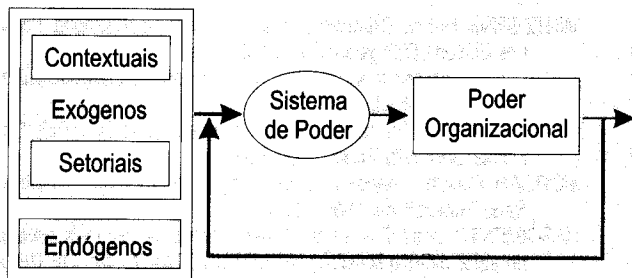 Contextuais
Exógenos
Setoriais
Endógenos
Sistema
de Poder
Poder
Organizacional